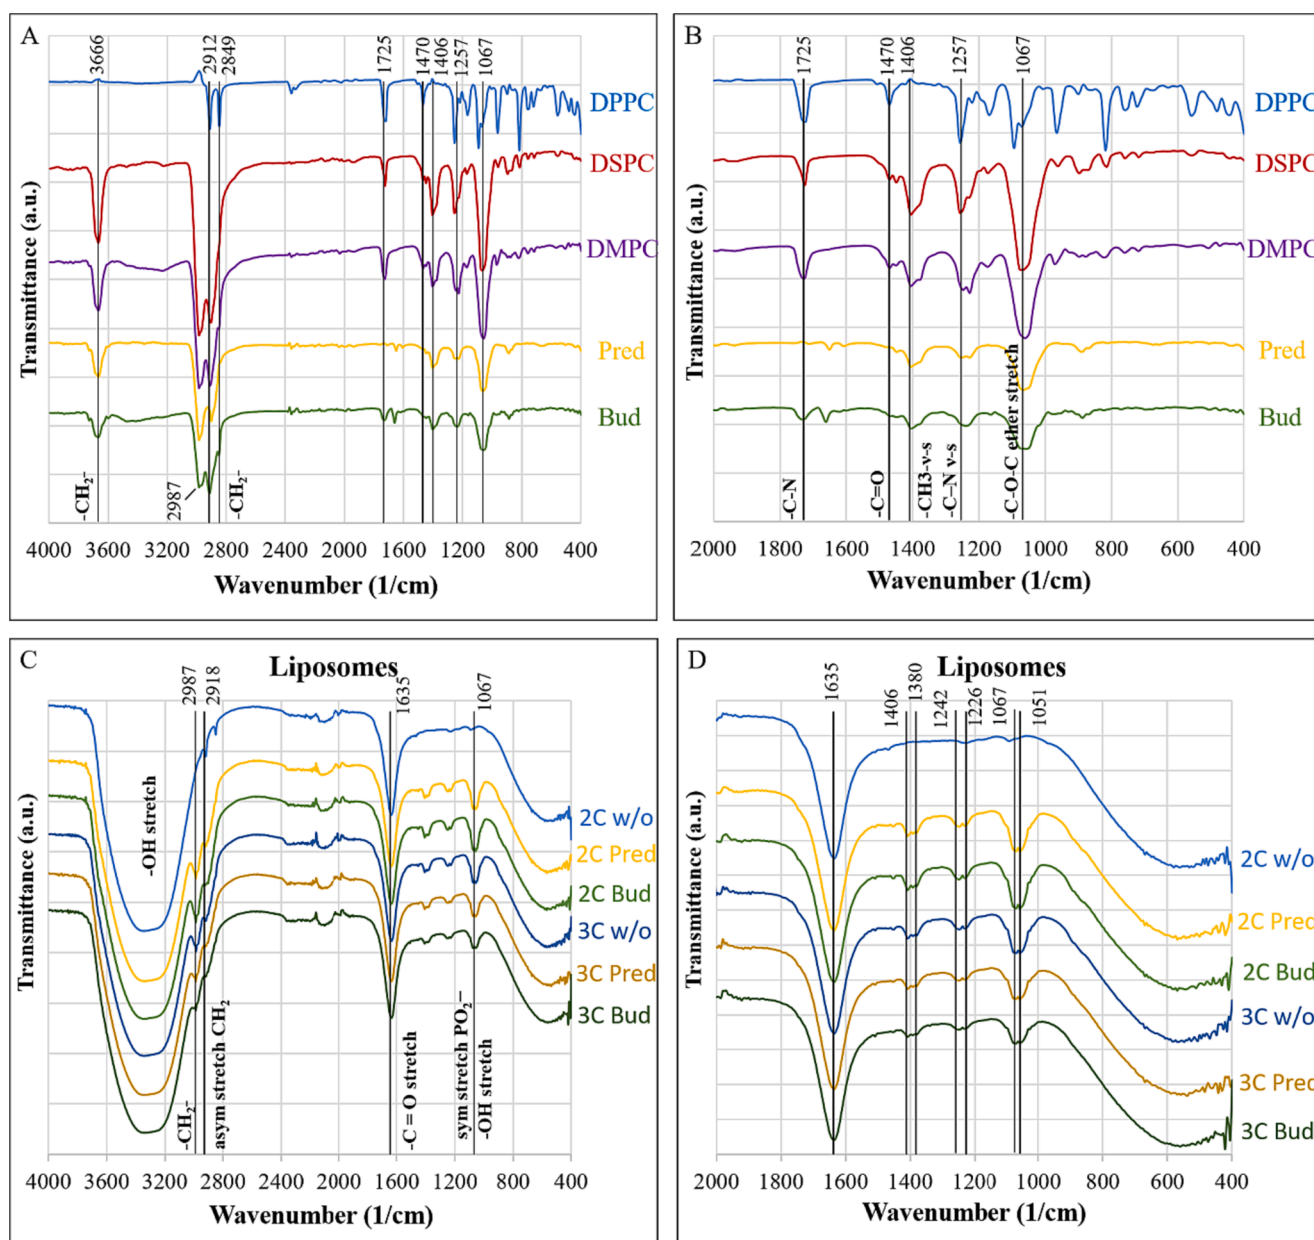 A
3666
2912
2849
1725
1470
1406
1257
1067
DPPC
DSPC
DMPC
Pred
Bud
Transmittance (a.u.)
-CH₂-
2987
-CH₂-
4000 3600 3200 2800 2400 2000 1600 1200 800 400
Wavenumber (1/cm)
B
1725
1470
1406
1257
1067
DPPC
DSPC
DMPC
Pred
Bud
Transmittance (a.u.)
-C-N
-C=O
-CH3-v-s
-C–N v-s
-C-O-C ether stretch
2000 1800 1600 1400 1200 1000 800 600 400
Wavenumber (1/cm)
C
Liposomes
2987
2918
1635
1067
-OH stretch
2C w/o
2C Pred
2C Bud
3C w/o
3C Pred
3C Bud
Transmittance (a.u.)
-CH₂-
asym stretch CH₂
-C = O stretch
sym stretch PO₂–
-OH stretch
4000 3600 3200 2800 2400 2000 1600 1200 800 400
Wavenumber (1/cm)
D
Liposomes
1635
1406
1380
1242
1226
1067
1051
2C w/o
2C Pred
2C Bud
3C w/o
3C Pred
3C Bud
Transmittance (a.u.)
2000 1800 1600 1400 1200 1000 800 600 400
Wavenumber (1/cm)